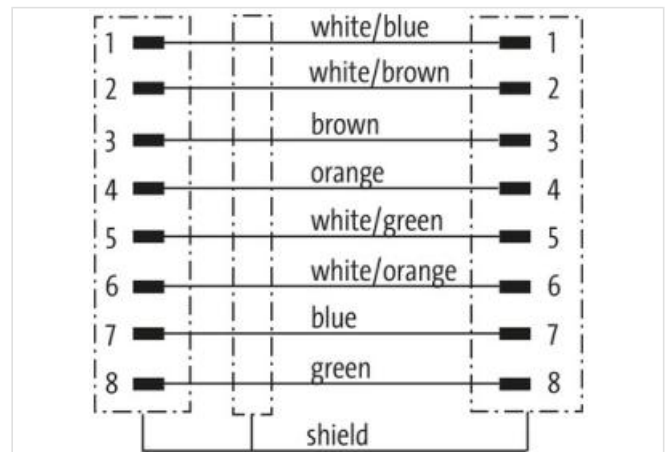 1 white/blue 1
2 white/brown 2
3 brown 3
4 orange 4
5 white/green 5
6 white/orange 6
7 blue 7
8 green 8
shield